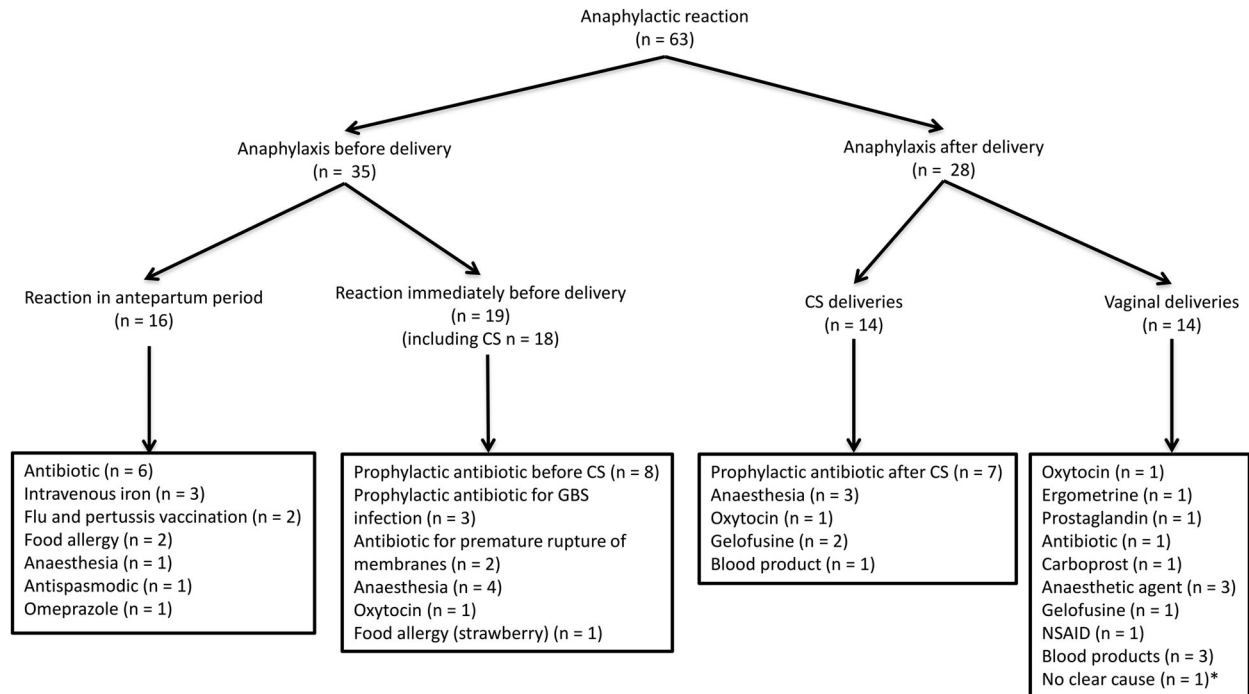 Anaphylactic reaction
(n = 63)
Anaphylaxis before delivery
(n =  35)
Anaphylaxis after delivery
(n =  28)
Reaction in antepartum period
(n = 16)
Reaction immediately before delivery
(n = 19)
(including CS n = 18)
CS deliveries
(n = 14)
Vaginal deliveries
(n = 14)
Antibiotic (n = 6)
Intravenous iron (n = 3)
Flu and pertussis vaccination (n = 2)
Food allergy (n = 2)
Anaesthesia (n = 1)
Antispasmodic (n = 1)
Omeprazole (n = 1)
Prophylactic antibiotic before CS (n = 8)
Prophylactic antibiotic for GBS
infection (n = 3)
Antibiotic for premature rupture of
membranes (n = 2)
Anaesthesia (n = 4)
Oxytocin (n = 1)
Food allergy (strawberry) (n = 1)
Prophylactic antibiotic after CS (n = 7)
Anaesthesia (n = 3)
Oxytocin (n = 1)
Gelofusine (n = 2)
Blood product (n = 1)
Oxytocin (n = 1)
Ergometrine (n = 1)
Prostaglandin (n = 1)
Antibiotic (n = 1)
Carboprost (n = 1)
Anaesthetic agent (n = 3)
Gelofusine (n = 1)
NSAID (n = 1)
Blood products (n = 3)
No clear cause (n = 1)*